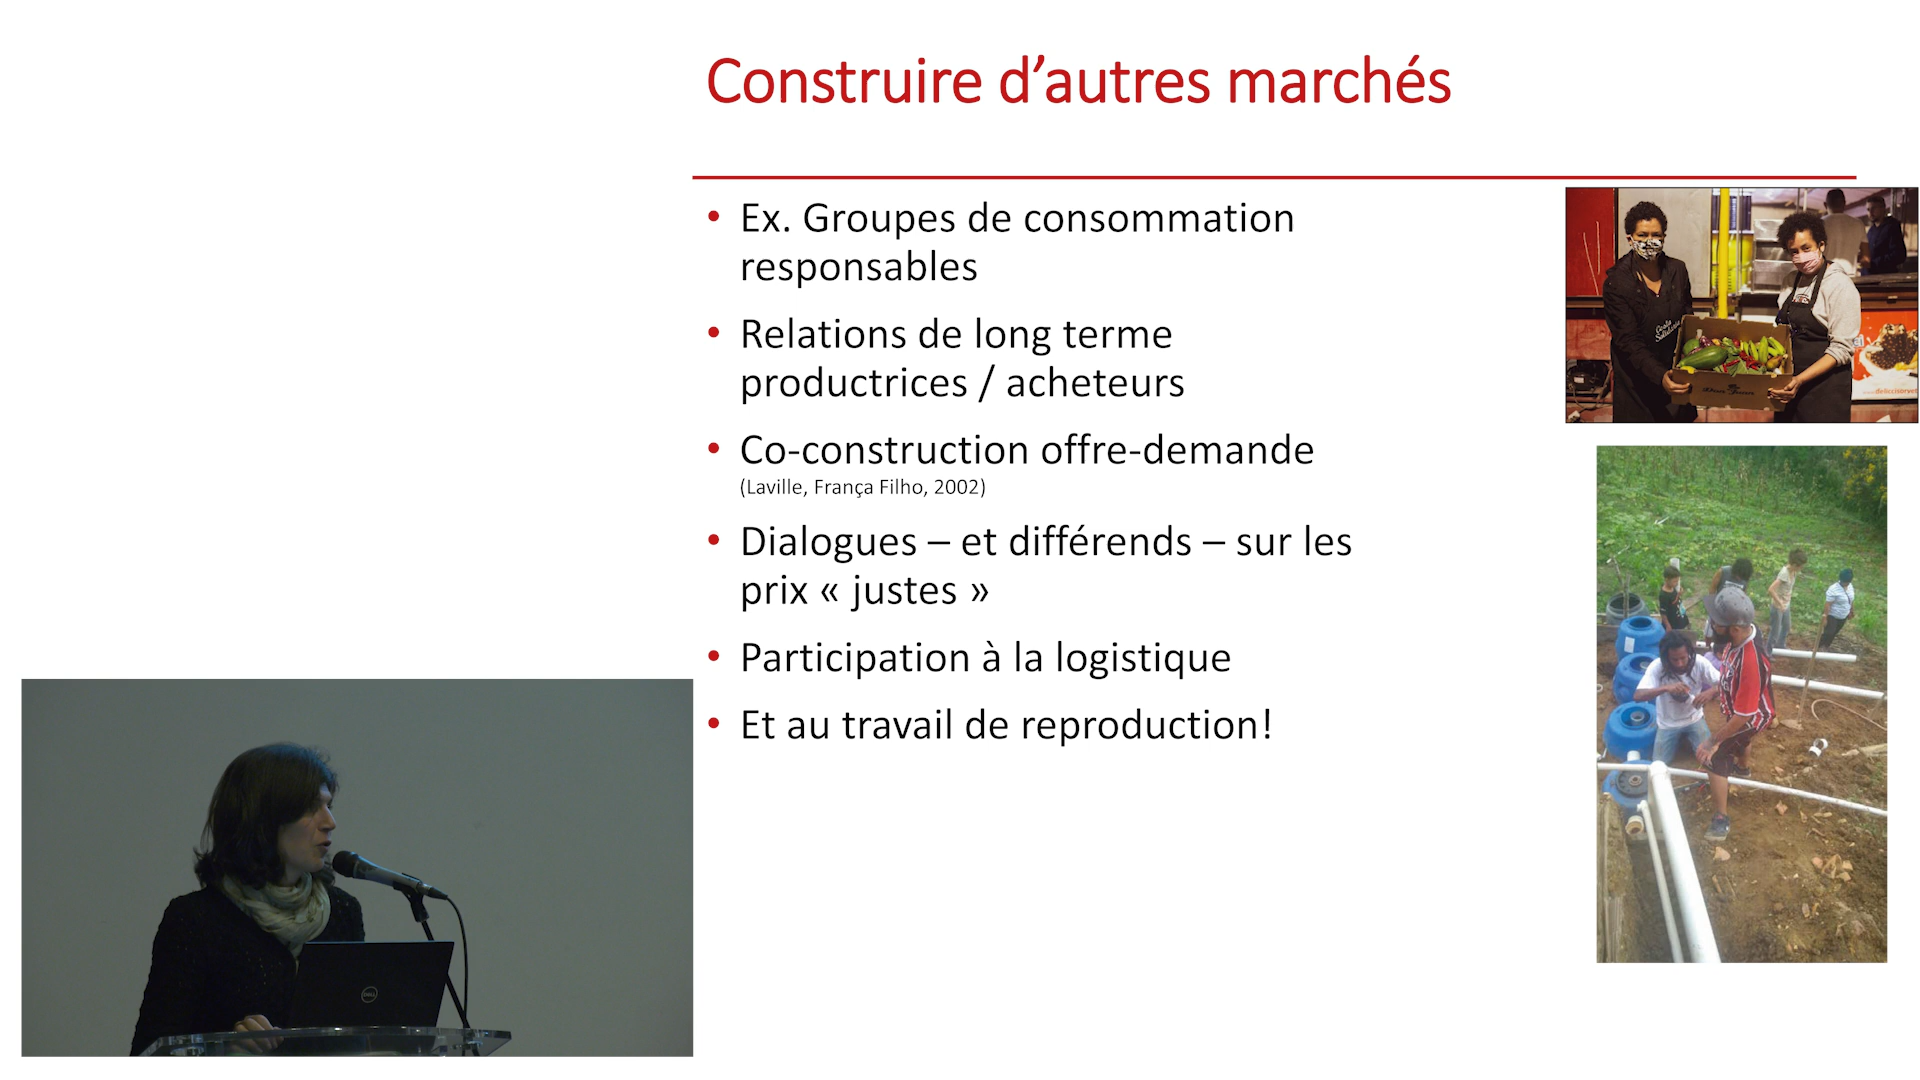 Construire d’autres marchés
• Ex. Groupes de consommation
responsables
• Relations de long terme
productrices / acheteurs
• Co-construction offre-demande
(Laville, França Filho, 2002)
• Dialogues – et différends – sur les
prix « justes »
• Participation à la logistique
• Et au travail de reproduction!
DELL